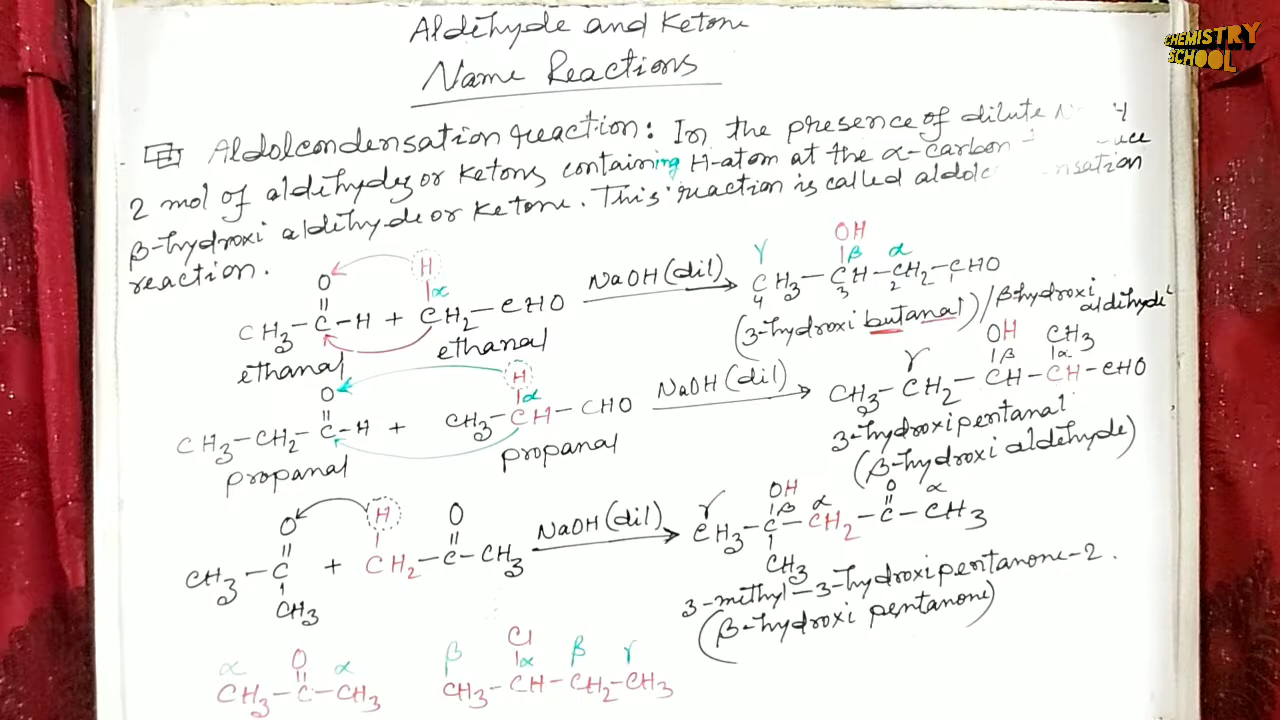 Aldehyde and Ketone
CHEMISTRY
SCHOOL
Name Reactions
Aldolcondensation reaction: In the presence of dilute
2 mol of aldihydes or Ketons containing H-atom at the α-carbon
β-hydroxi aldihyde or Ketone. This reaction is called
reaction.
O H α
CH3-C-H + CH2-CHO NaOH(dil) γ CH3-CH-CH2-CHO OH β α
4 3 2 1
ethanal ethanal
(3-hydroxi butanal)/β-hydroxi
aldihyde
O H α
CH3-CH2-C-H + CH3-CH-CHO NaOH(dil) CH3-CH2-CH-CH-CHO γ OH β CH3 α
propanal propanal
3-hydroxipentanal
(β-hydroxi aldehyde)
O H O
CH3-C + CH2-C-CH3 NaOH(dil) γ CH3-C-CH2-C-CH3 OH β α O α
CH3 CH3
3-methyl-3-hydroxipentanone-2.
(β-hydroxi pentanone)
α O α β Cl α β γ
CH3-C-CH3 CH3-CH-CH2-CH3